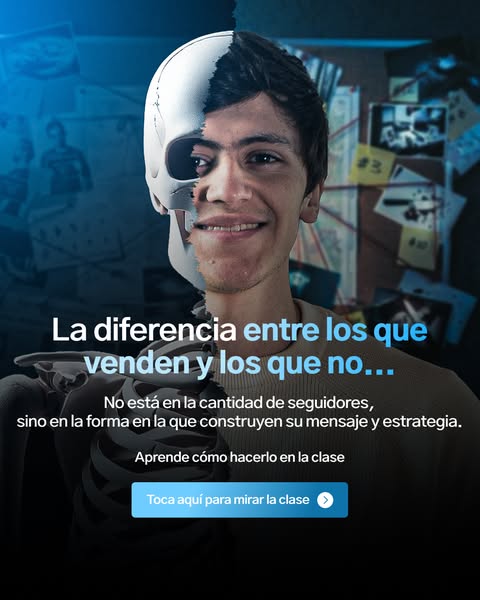 La diferencia entre los que
venden y los que no...
No está en la cantidad de seguidores,
sino en la forma en la que construyen su mensaje y estrategia.
Aprende cómo hacerlo en la clase
Toca aquí para mirar la clase
#3